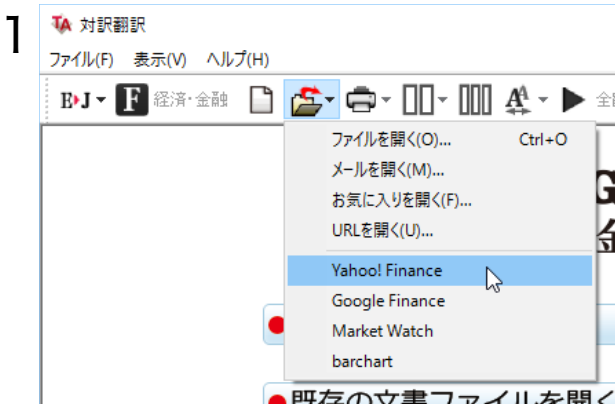 1
TA 対訳翻訳
ファイル(F) 表示(V) ヘルプ(H)
E▸J F 経済・金融 A A 全
ファイルを開く(O)... Ctrl+O
メールを開く(M)...
お気に入りを開く(F)...
URLを開く(U)...
G
金
Yahoo! Finance
Google Finance
Market Watch
barchart
既存の文書ファイルを開く